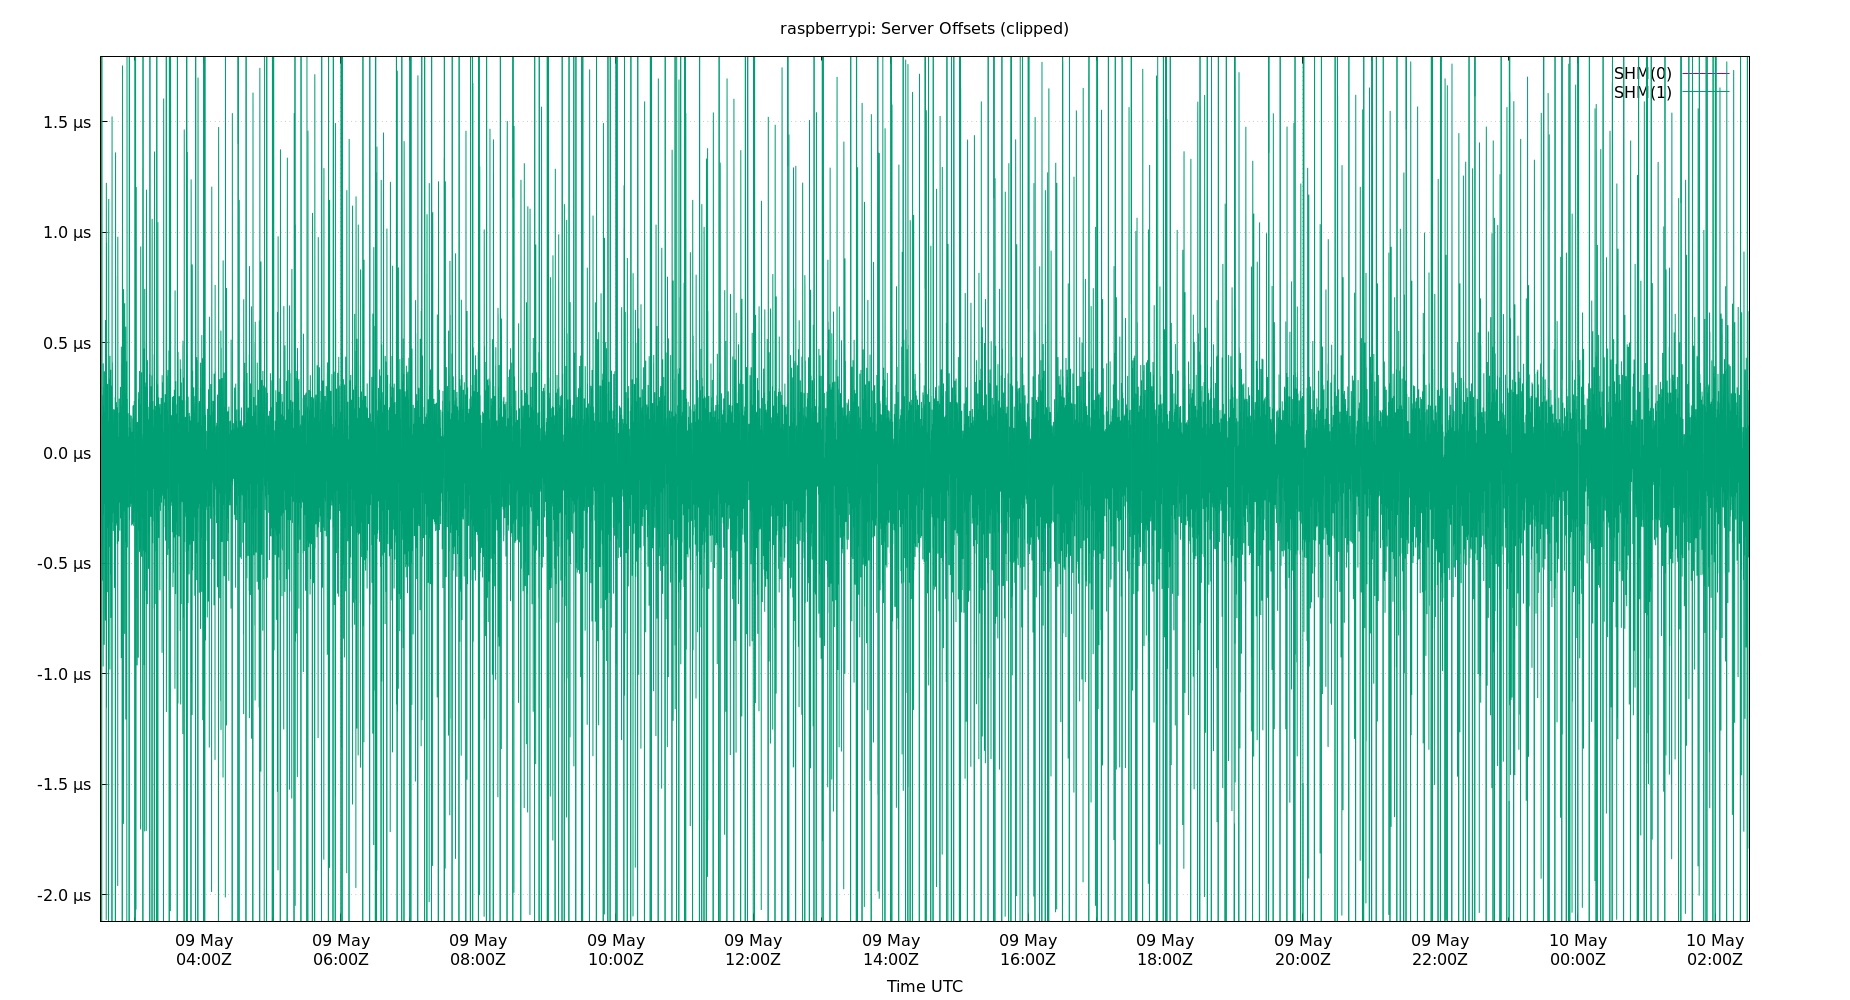 raspberrypi: Server Offsets (clipped)
SHM(0)
SHM(1)
1.5 µs
1.0 µs
0.5 µs
0.0 µs
-0.5 µs
-1.0 µs
-1.5 µs
-2.0 µs
09 May 09 May 09 May 09 May 09 May 09 May 09 May 09 May 09 May 09 May 10 May 10 May
04:00Z 06:00Z 08:00Z 10:00Z 12:00Z 14:00Z 16:00Z 18:00Z 20:00Z 22:00Z 00:00Z 02:00Z
Time UTC